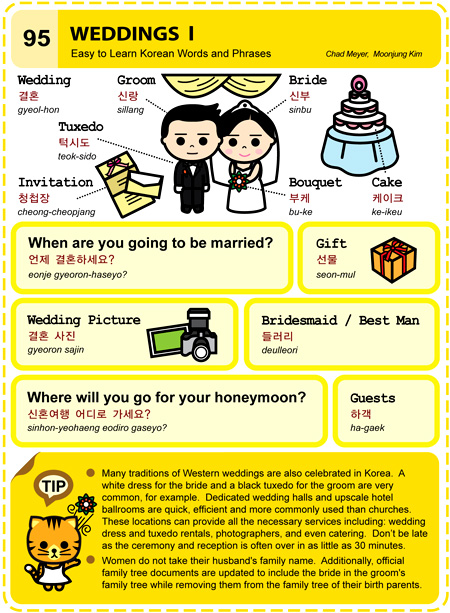 95
WEDDINGS I
Easy to Learn Korean Words and Phrases
Chad Meyer, Moonjung Kim
Wedding
결혼
gyeol-hon
Groom
신랑
sillang
Bride
신부
sinbu
Tuxedo
턱시도
teok-sido
Invitation
청첩장
cheong-cheopjang
Bouquet
부케
bu-ke
Cake
케이크
ke-ikeu
When are you going to be married?
언제 결혼하세요?
eonje gyeoron-haseyo?
Gift
선물
seon-mul
Wedding Picture
결혼 사진
gyeoron sajin
Bridesmaid / Best Man
들러리
deulleori
Where will you go for your honeymoon?
신혼여행 어디로 가세요?
sinhon-yeohaeng eodiro gaseyo?
Guests
하객
ha-gaek
TIP
Many traditions of Western weddings are also celebrated in Korea. A
white dress for the bride and a black tuxedo for the groom are very
common, for example. Dedicated wedding halls and upscale hotel
ballrooms are quick, efficient and more commonly used than churches.
These locations can provide all the necessary services including: wedding
dress and tuxedo rentals, photographers, and even catering. Don't be late
as the ceremony and reception is often over in as little as 30 minutes.
Women do not take their husband's family name. Additionally, official
family tree documents are updated to include the bride in the groom's
family while removing them from the family tree of their birth parents.